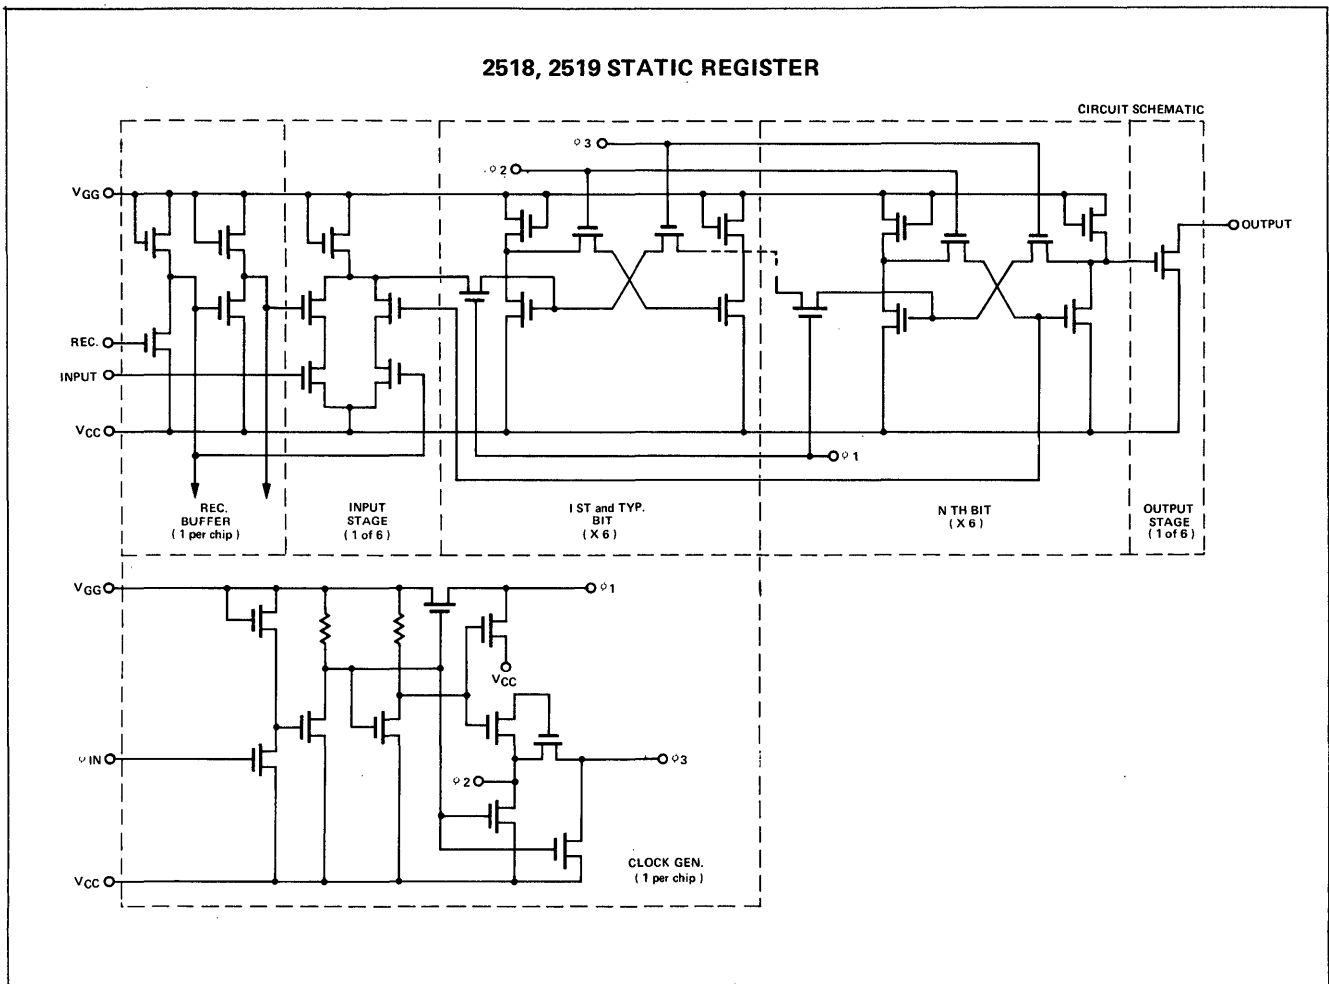 2518, 2519 STATIC REGISTER
CIRCUIT SCHEMATIC
φ3
φ2
VGG
OUTPUT
REC.
INPUT
VCC
φ1
REC.
BUFFER
(1 per chip)
INPUT
STAGE
(1 of 6)
I ST and TYP.
BIT
(X 6)
N TH BIT
(X 6)
OUTPUT
STAGE
(1 of 6)
VGG
φ1
VCC
φIN
φ3
φ2
VCC
CLOCK GEN.
(1 per chip)